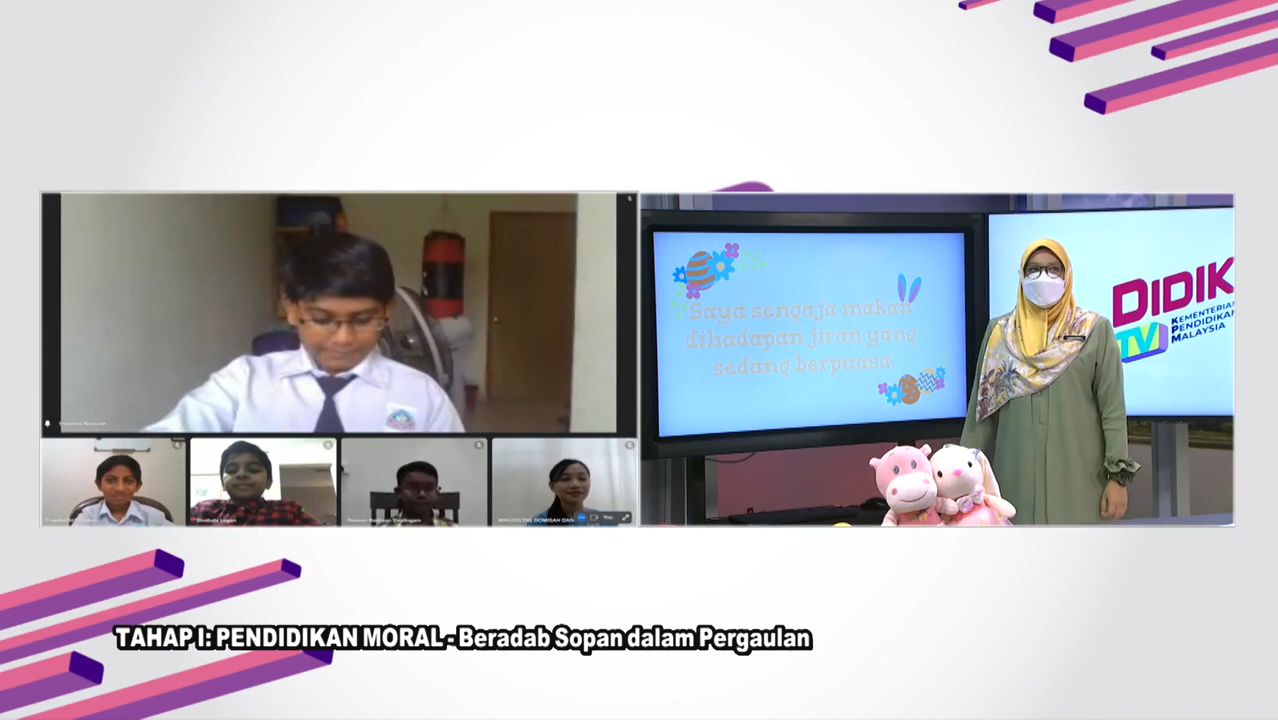 Saya sengaja makan
dihadapan jiran yang
sedang berpuasa.
DIDIK
TV
KEMENTERIAN
PENDIDIKAN
MALAYSIA
You
TAHAP I: PENDIDIKAN MORAL - Beradab Sopan dalam Pergaulan